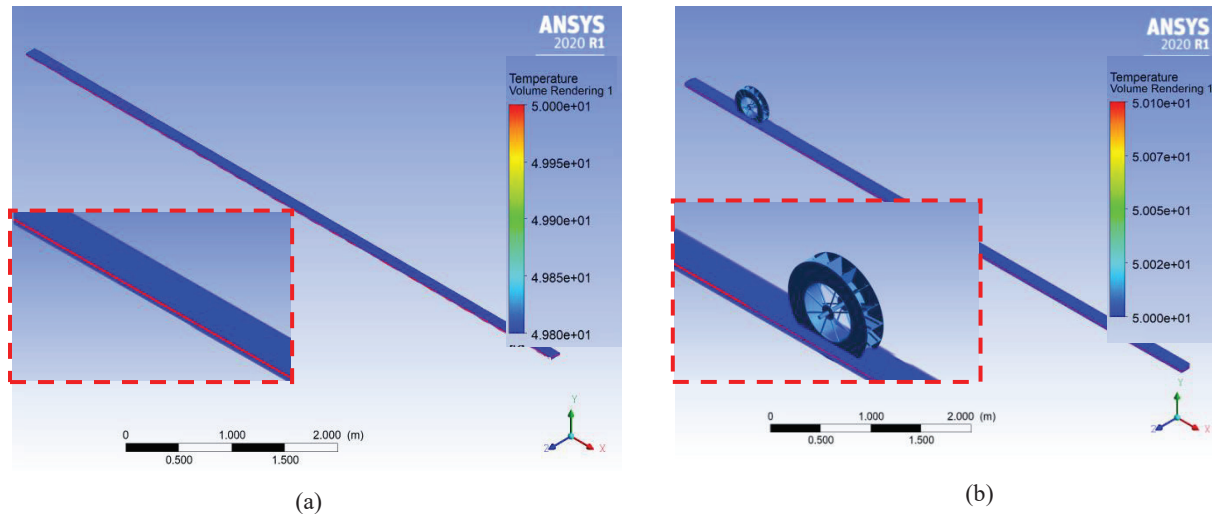 ANSYS
2020 R1
Temperature
Volume Rendering 1
5.000e+01
4.995e+01
4.990e+01
4.985e+01
4.980e+01
0 1.000 2.000 (m)
0.500 1.500
Y
Z X
(a)
ANSYS
2020 R1
Temperature
Volume Rendering 1
5.010e+01
5.007e+01
5.005e+01
5.002e+01
5.000e+01
0 1.000 2.000 (m)
0.500 1.500
Y
Z X
(b)